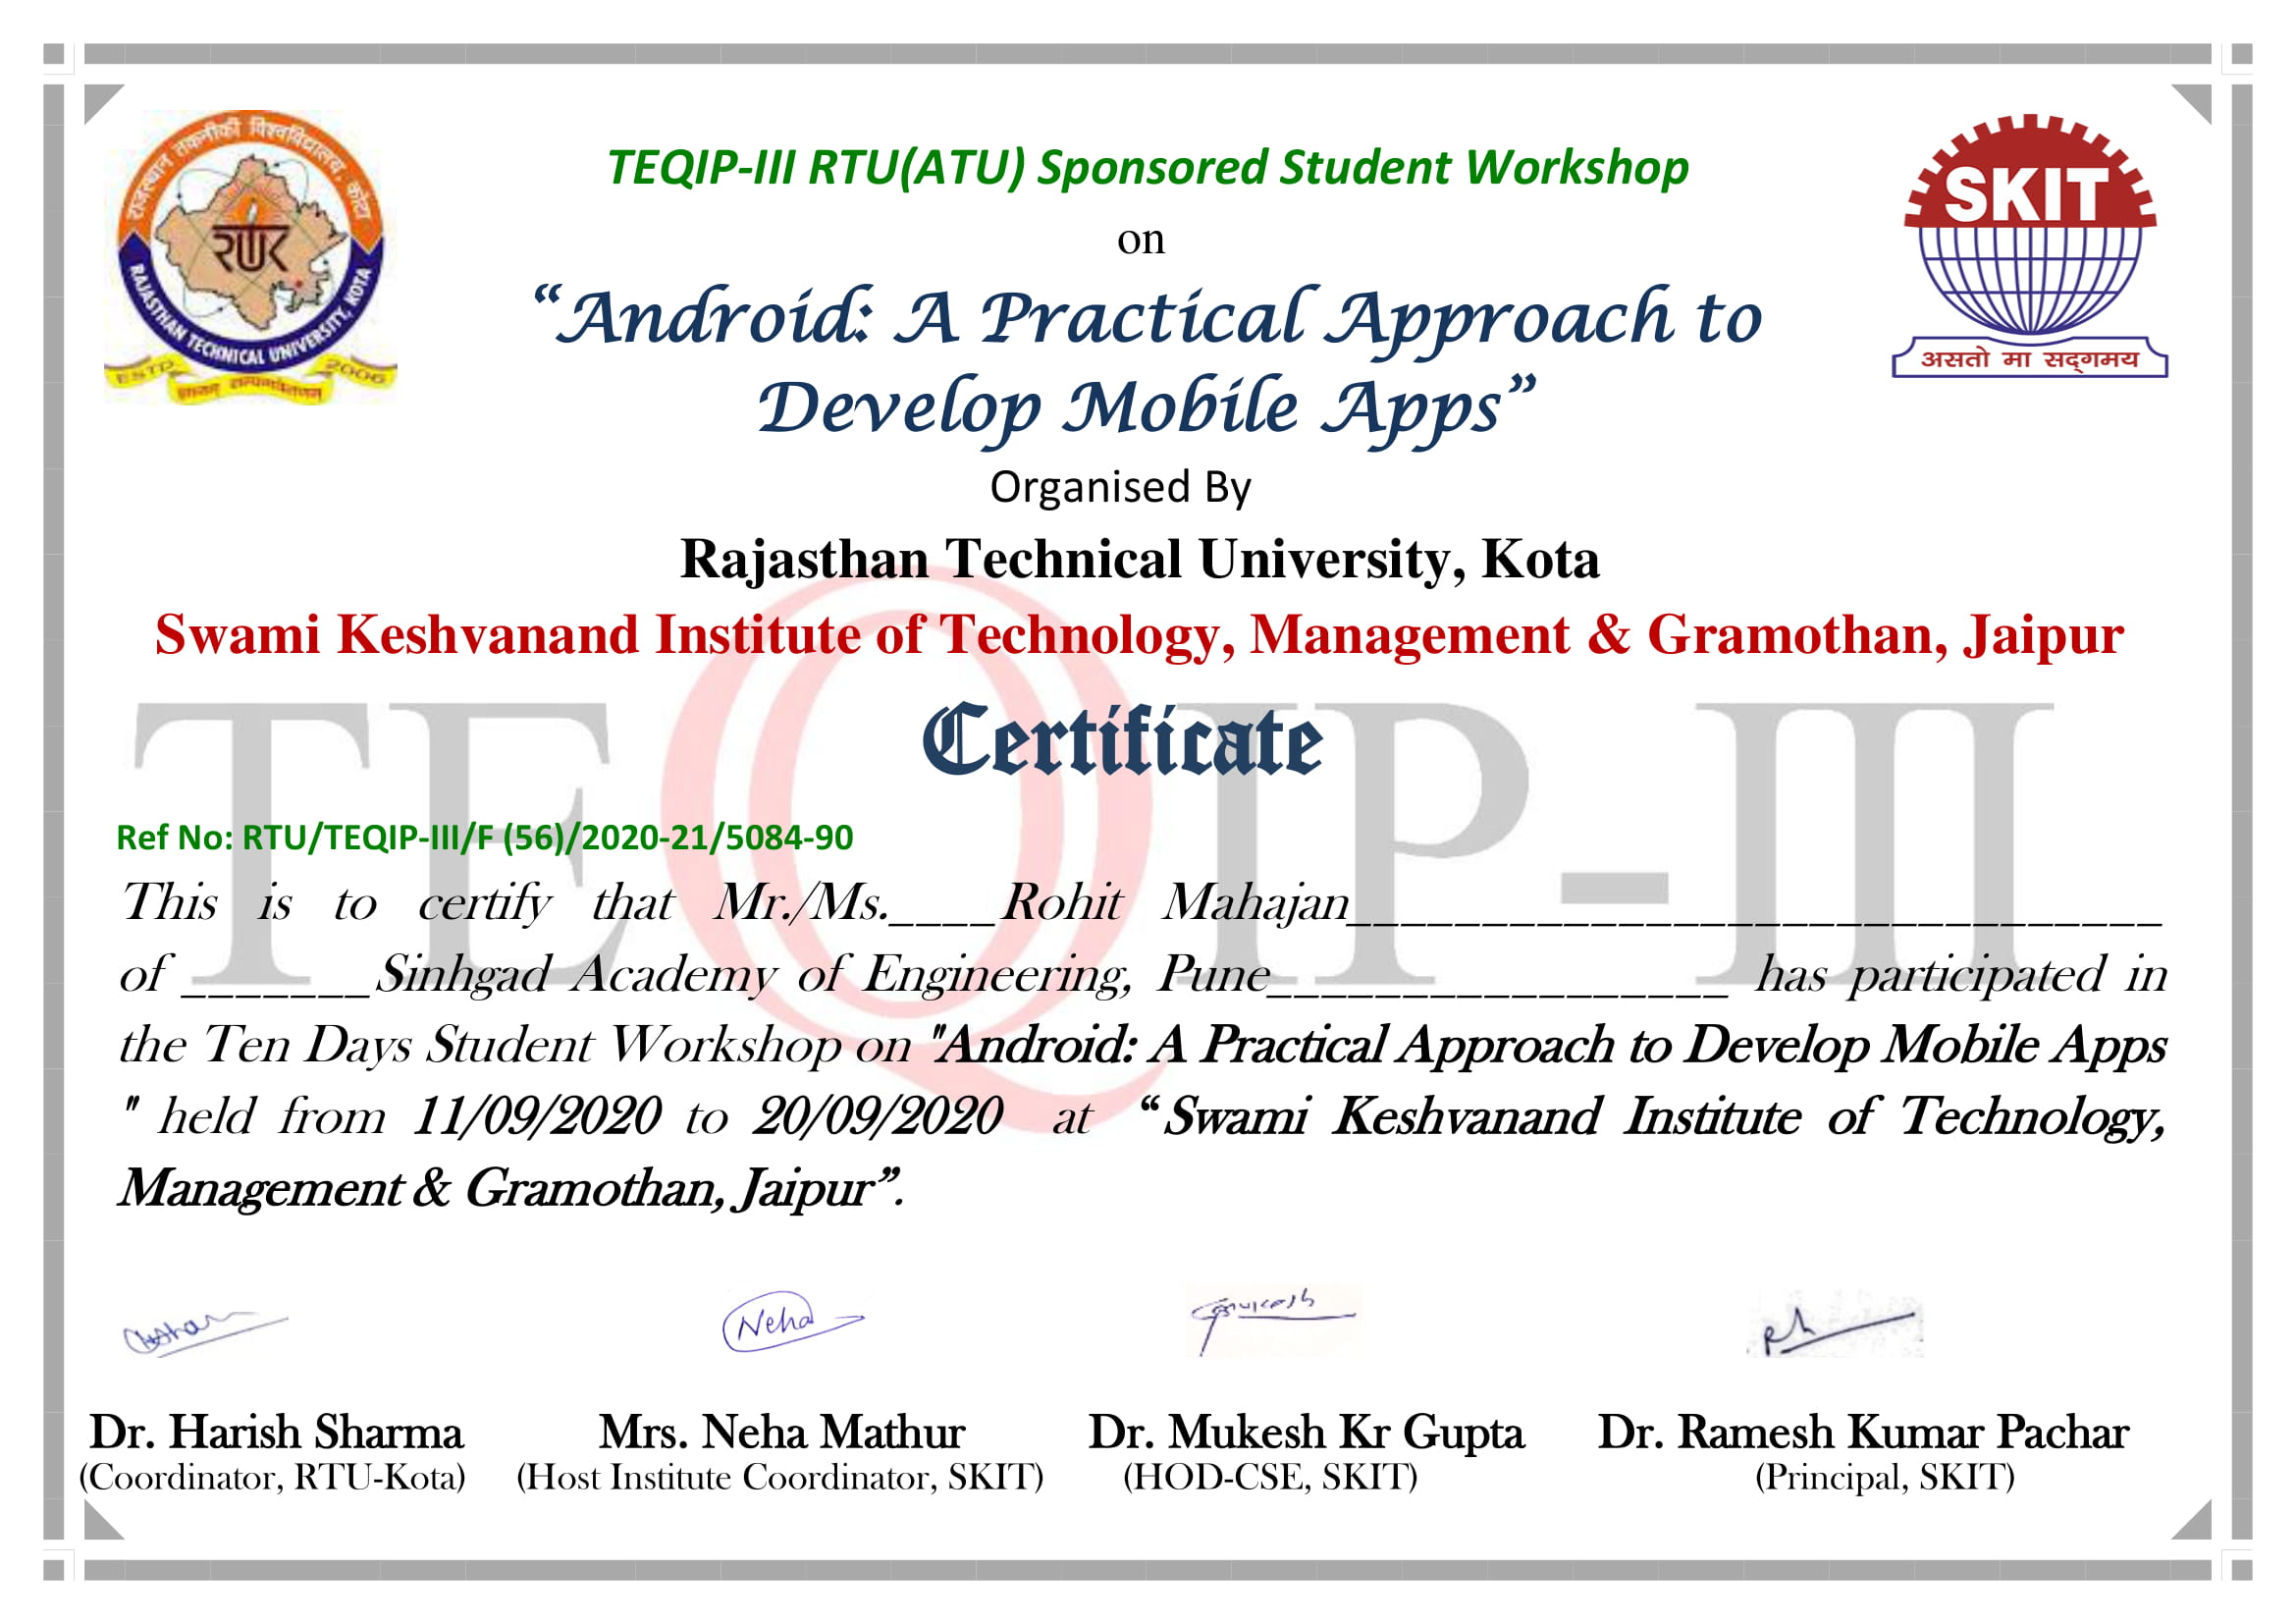 राजस्थान तकनीकी विश्वविद्यालय, कोटा
RAJASTHAN TECHNICAL UNIVERSITY, KOTA
ESTD 2006
SKIT
असतो मा सद्गमय
TEQIP-III RTU(ATU) Sponsored Student Workshop
on
“Android: A Practical Approach to
Develop Mobile Apps”
Organised By
Rajasthan Technical University, Kota
Swami Keshvanand Institute of Technology, Management & Gramothan, Jaipur
TEQIP-III
Certificate
Ref No: RTU/TEQIP-III/F (56)/2020-21/5084-90
This is to certify that Mr./Ms.____Rohit Mahajan______________________________
of _______Sinhgad Academy of Engineering, Pune_________________ has participated in
the Ten Days Student Workshop on "Android: A Practical Approach to Develop Mobile Apps
" held from 11/09/2020 to 20/09/2020 at “Swami Keshvanand Institute of Technology,
Management & Gramothan, Jaipur”.
Neha
Dr. Harish Sharma Mrs. Neha Mathur Dr. Mukesh Kr Gupta Dr. Ramesh Kumar Pachar
(Coordinator, RTU-Kota) (Host Institute Coordinator, SKIT) (HOD-CSE, SKIT) (Principal, SKIT)